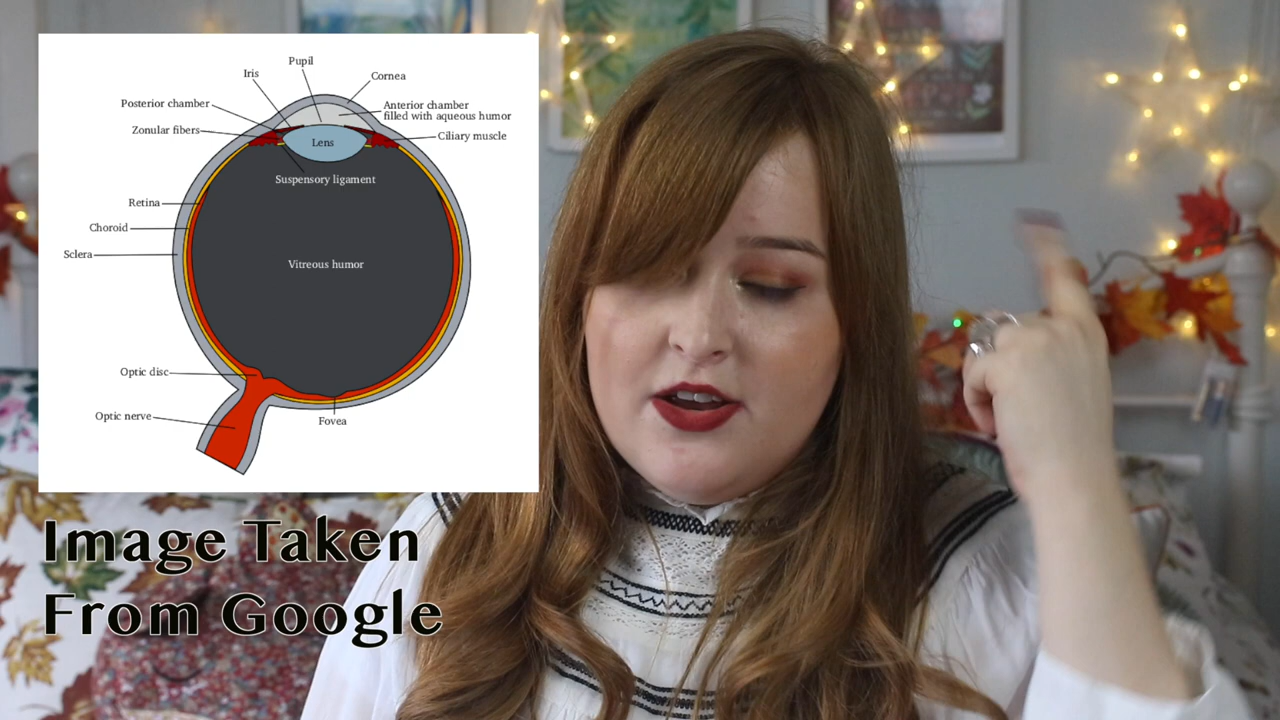 Pupil
Iris
Cornea
Posterior chamber
Anterior chamber
filled with aqueous humor
Zonular fibers
Ciliary muscle
Lens
Suspensory ligament
Retina
Choroid
Sclera
Vitreous humor
Optic disc
Optic nerve
Fovea
Image Taken
From Google